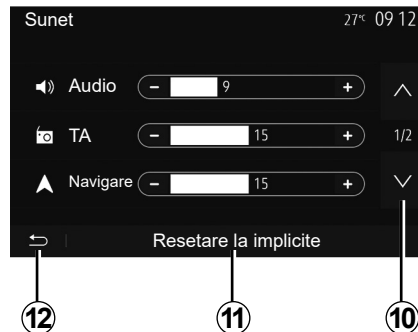 Sunet 27°C 09 12
Audio - 9 +
TA - 15 +
1/2
Navigare - 15 +
Resetare la implicite
12 11 10